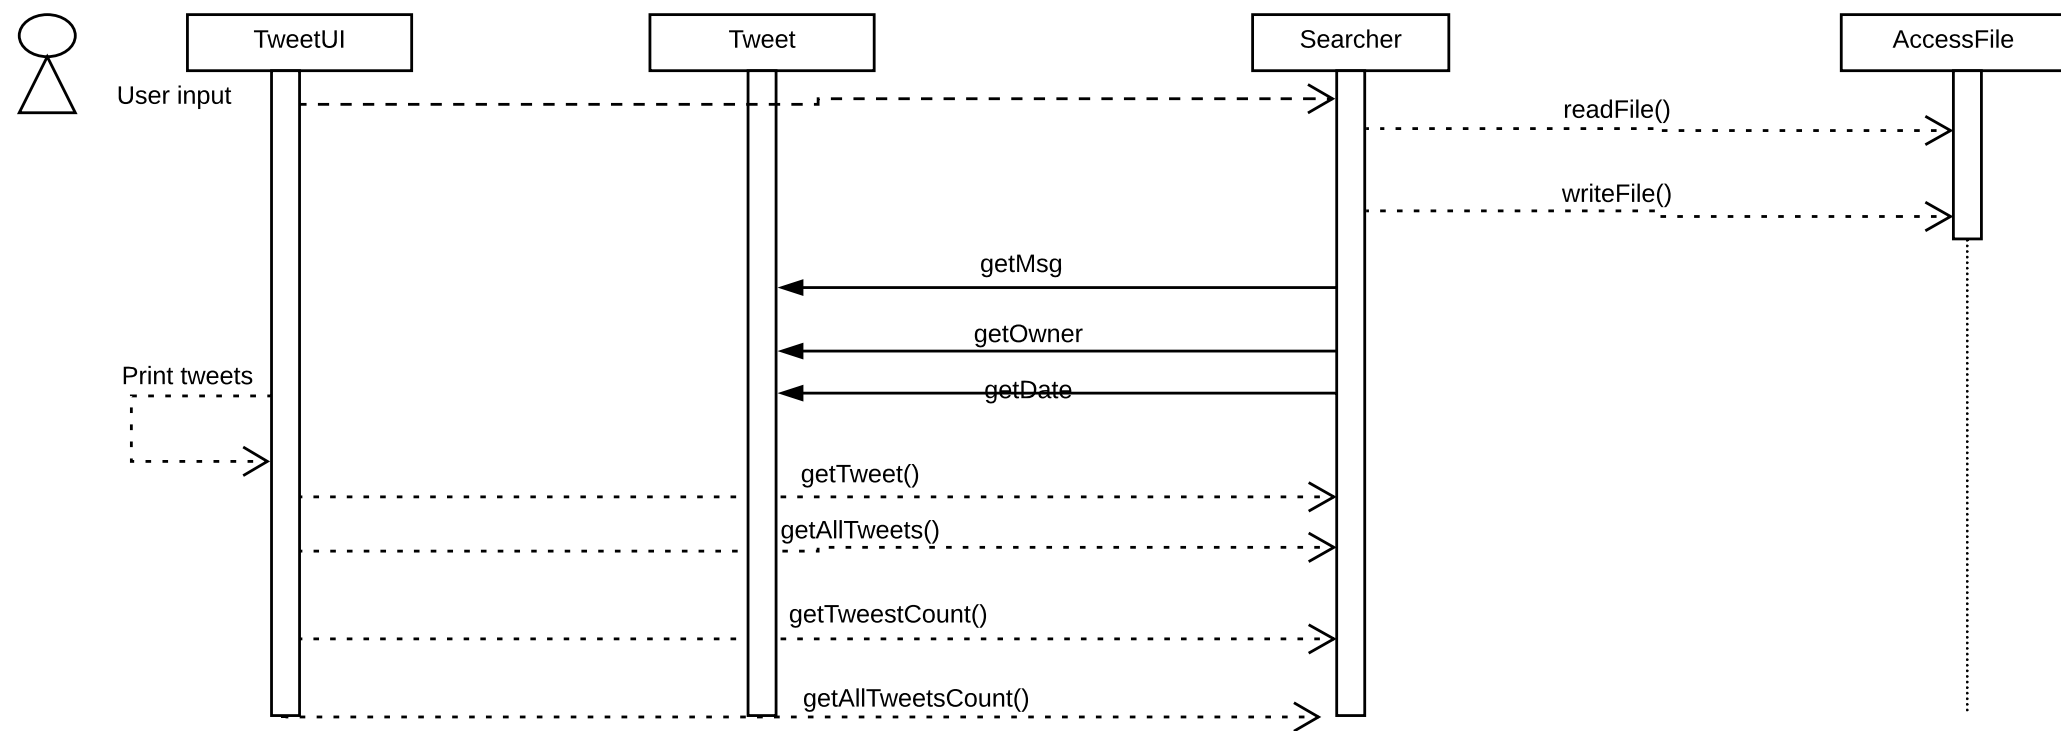 TweetUI
Tweet
Searcher
AccessFile
User input
readFile()
writeFile()
getMsg
getOwner
Print tweets
getDate
getTweet()
getAllTweets()
getTweestCount()
getAllTweetsCount()